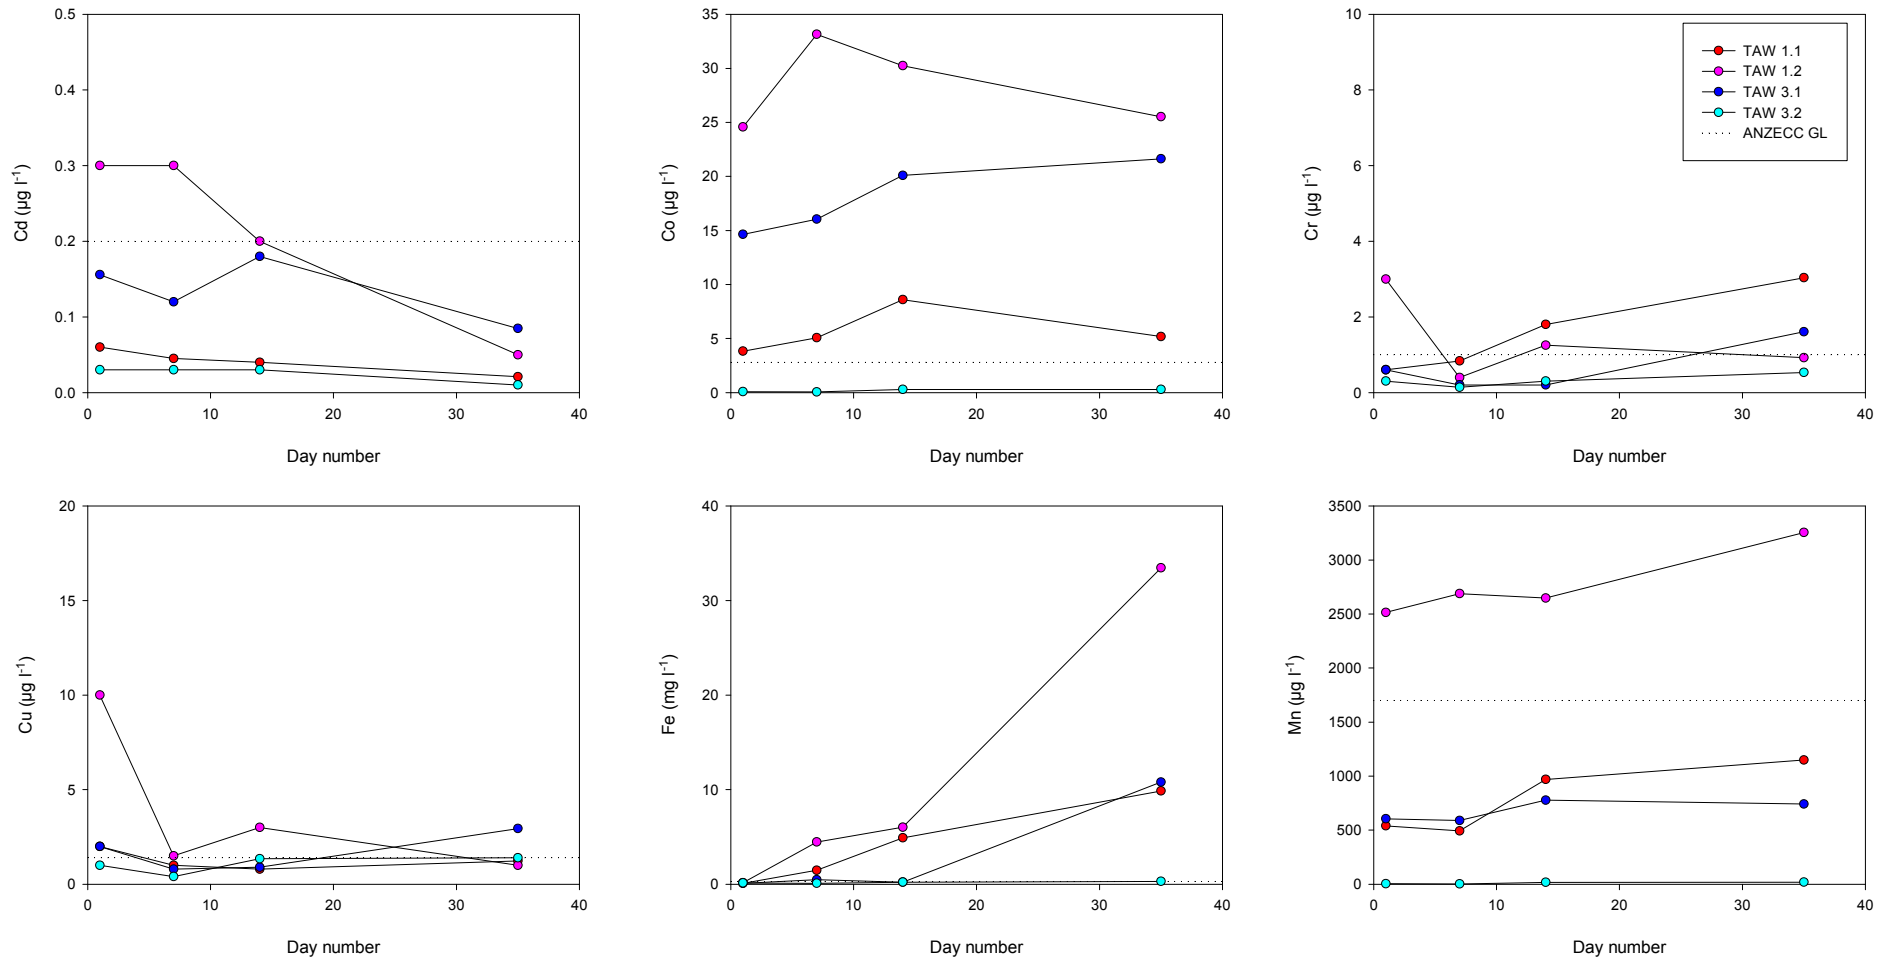 0.5
0.4
0.3
0.2
0.1
0.0
Cd (µg l-1)
0 10 20 30 40
Day number
35
30
25
20
15
10
5
0
Co (µg l-1)
0 10 20 30 40
Day number
10
8
6
4
2
0
Cr (µg l-1)
0 10 20 30 40
Day number
TAW 1.1
TAW 1.2
TAW 3.1
TAW 3.2
ANZECC GL
20
15
10
5
0
Cu (µg l-1)
0 10 20 30 40
Day number
40
30
20
10
0
Fe (mg l-1)
0 10 20 30 40
Day number
3500
3000
2500
2000
1500
1000
500
0
Mn (µg l-1)
0 10 20 30 40
Day number